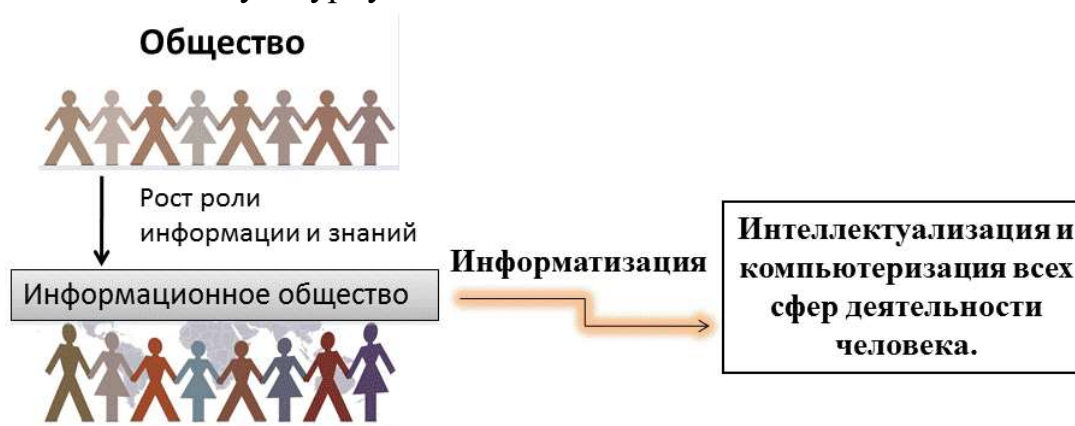 Общество
Рост роли
информации и знаний
Информационное общество
Информатизация
Интеллектуализация и
компьютеризация всех
сфер деятельности
человека.